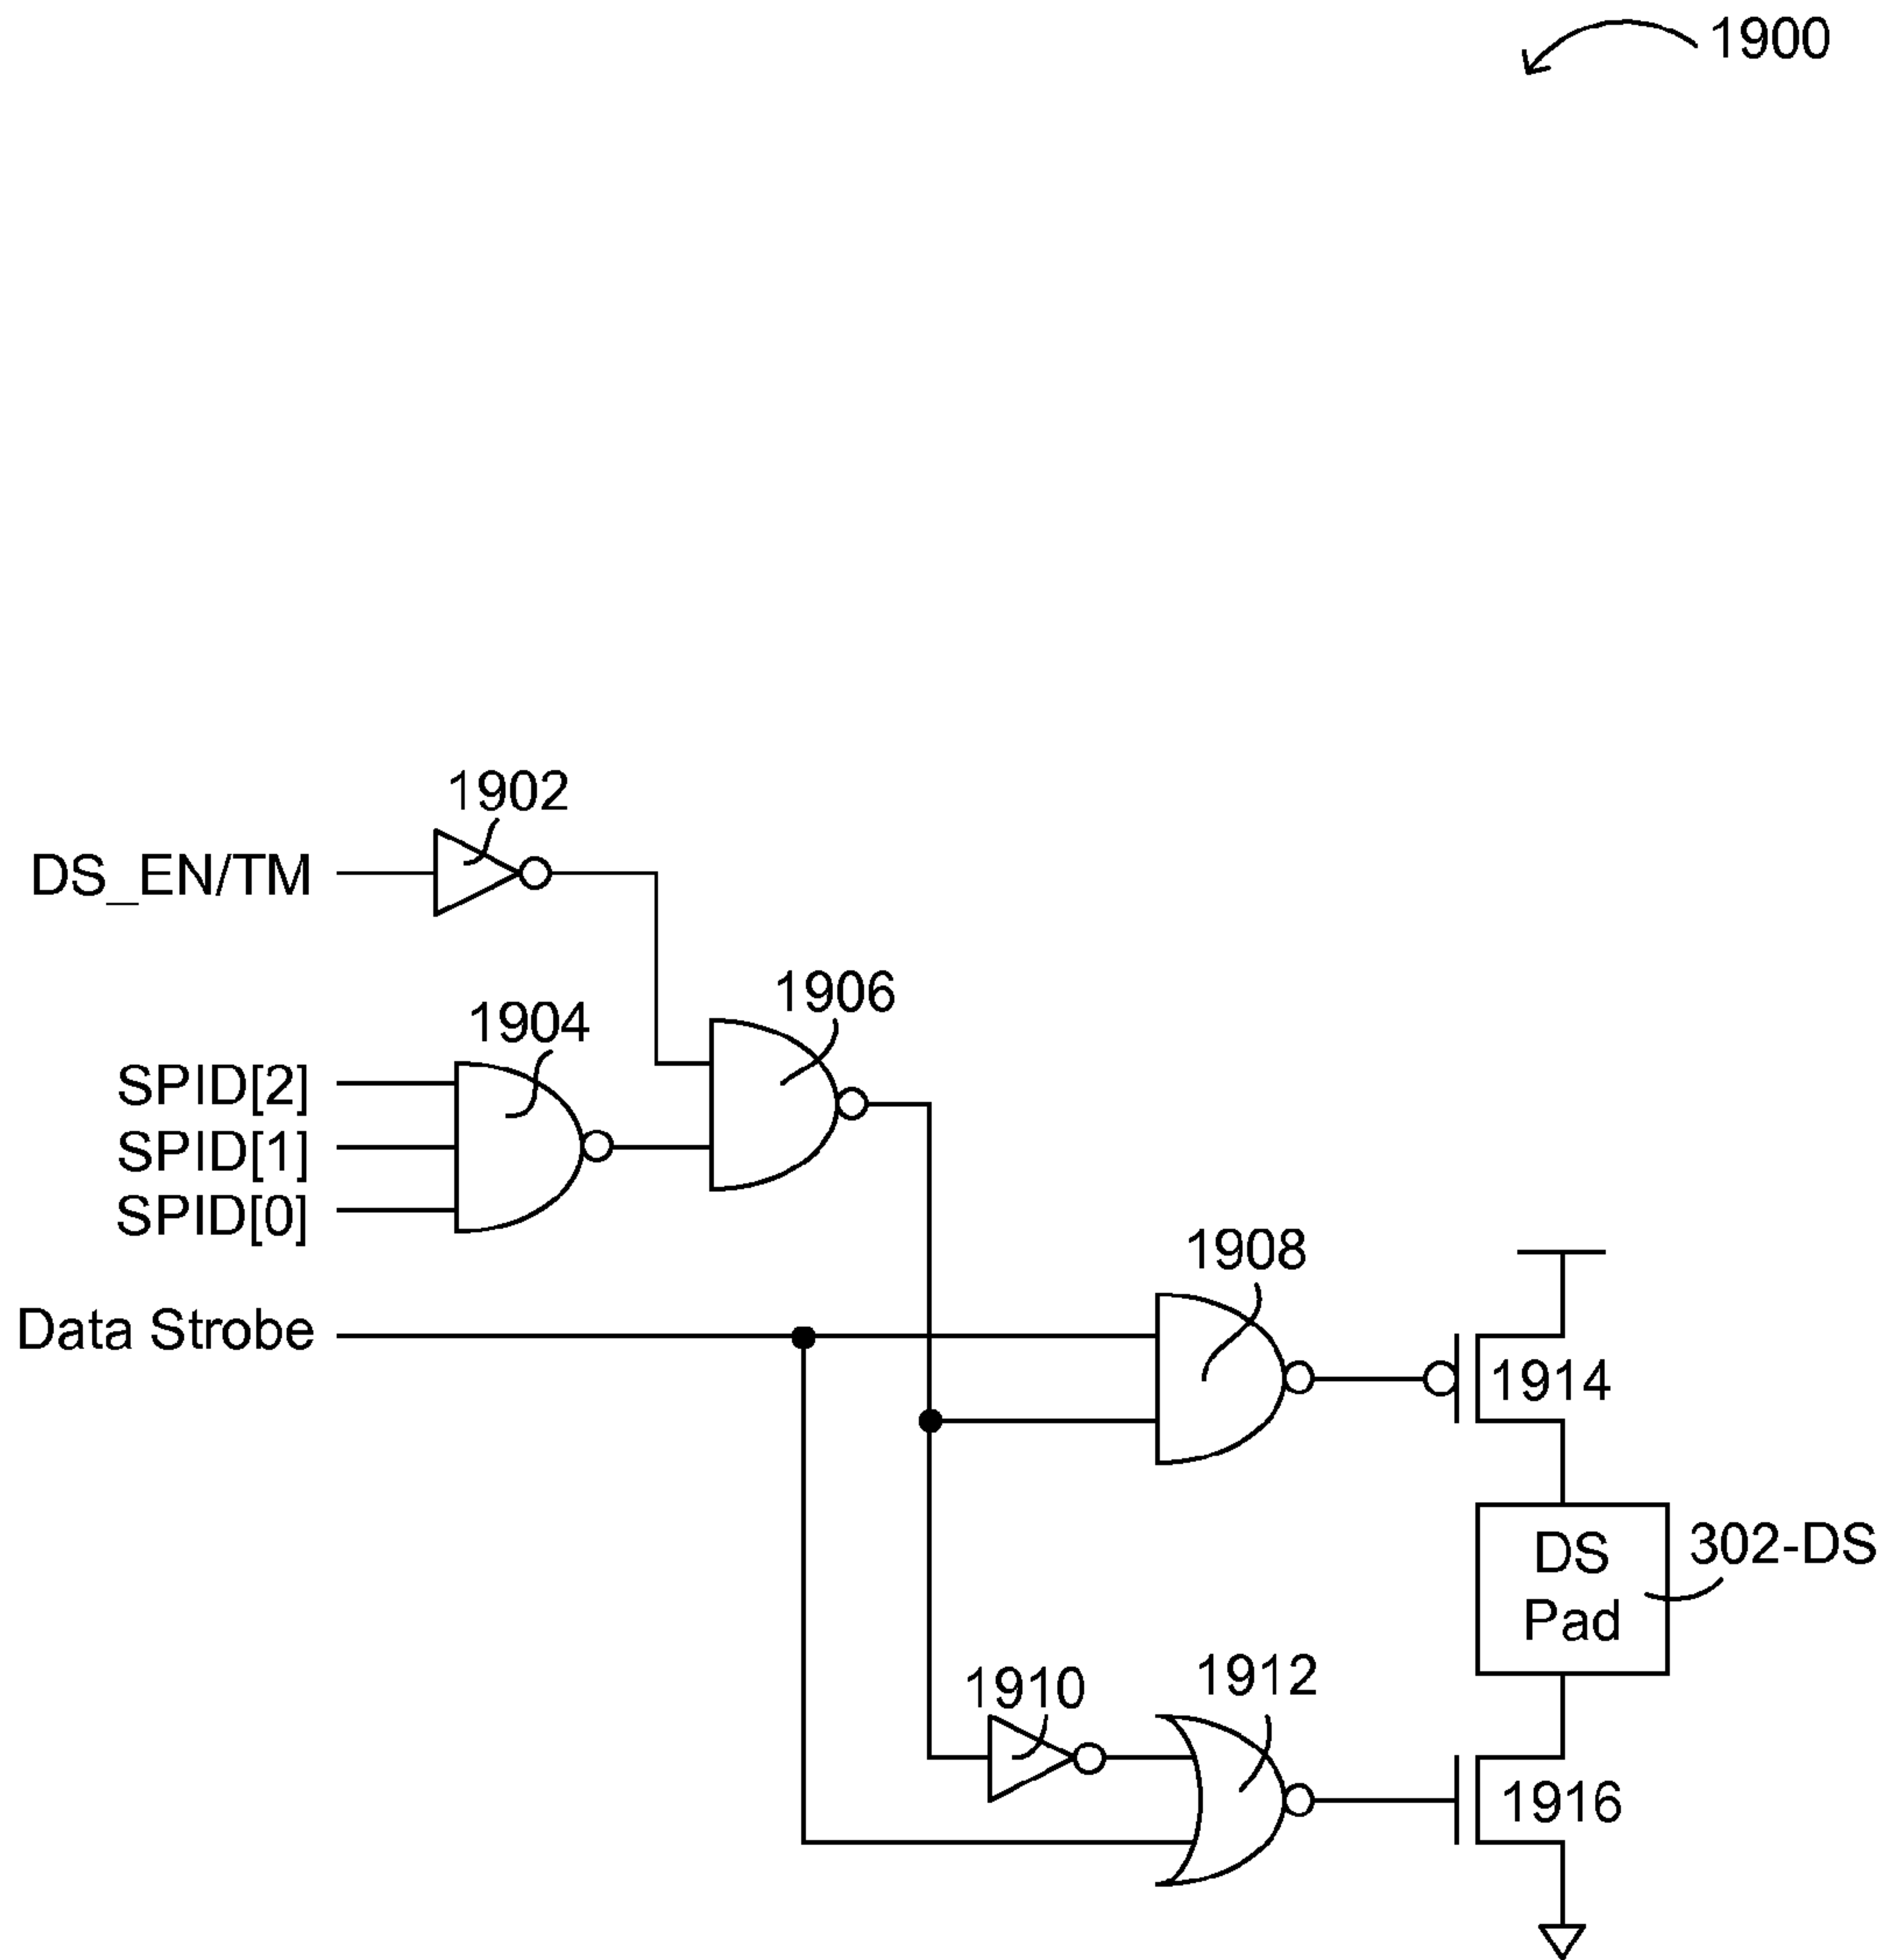 1900
1902
DS_EN/TM
1906
1904
SPID[2]
SPID[1]
SPID[0]
1908
Data Strobe
1914
DS
Pad
302-DS
1910
1912
1916